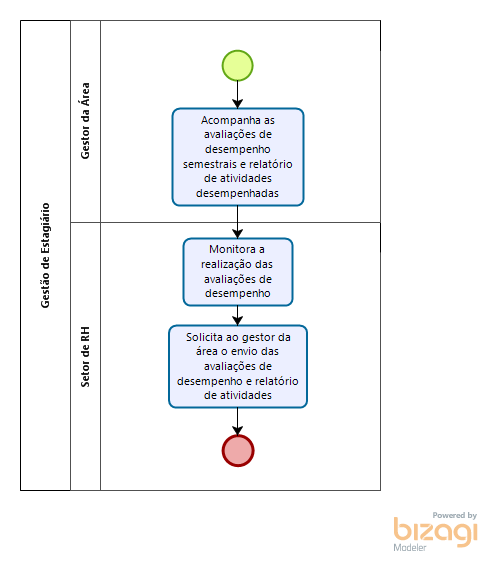 Gestão de Estagiário
Gestor da Área
Acompanha as
avaliações de
desempenho
semestrais e relatório
de atividades
desempenhadas
Setor de RH
Monitora a
realização das
avaliações de
desempenho
Solicita ao gestor da
área o envio das
avaliações de
desempenho e relatório
de atividades
Powered by
bizagi
Modeler